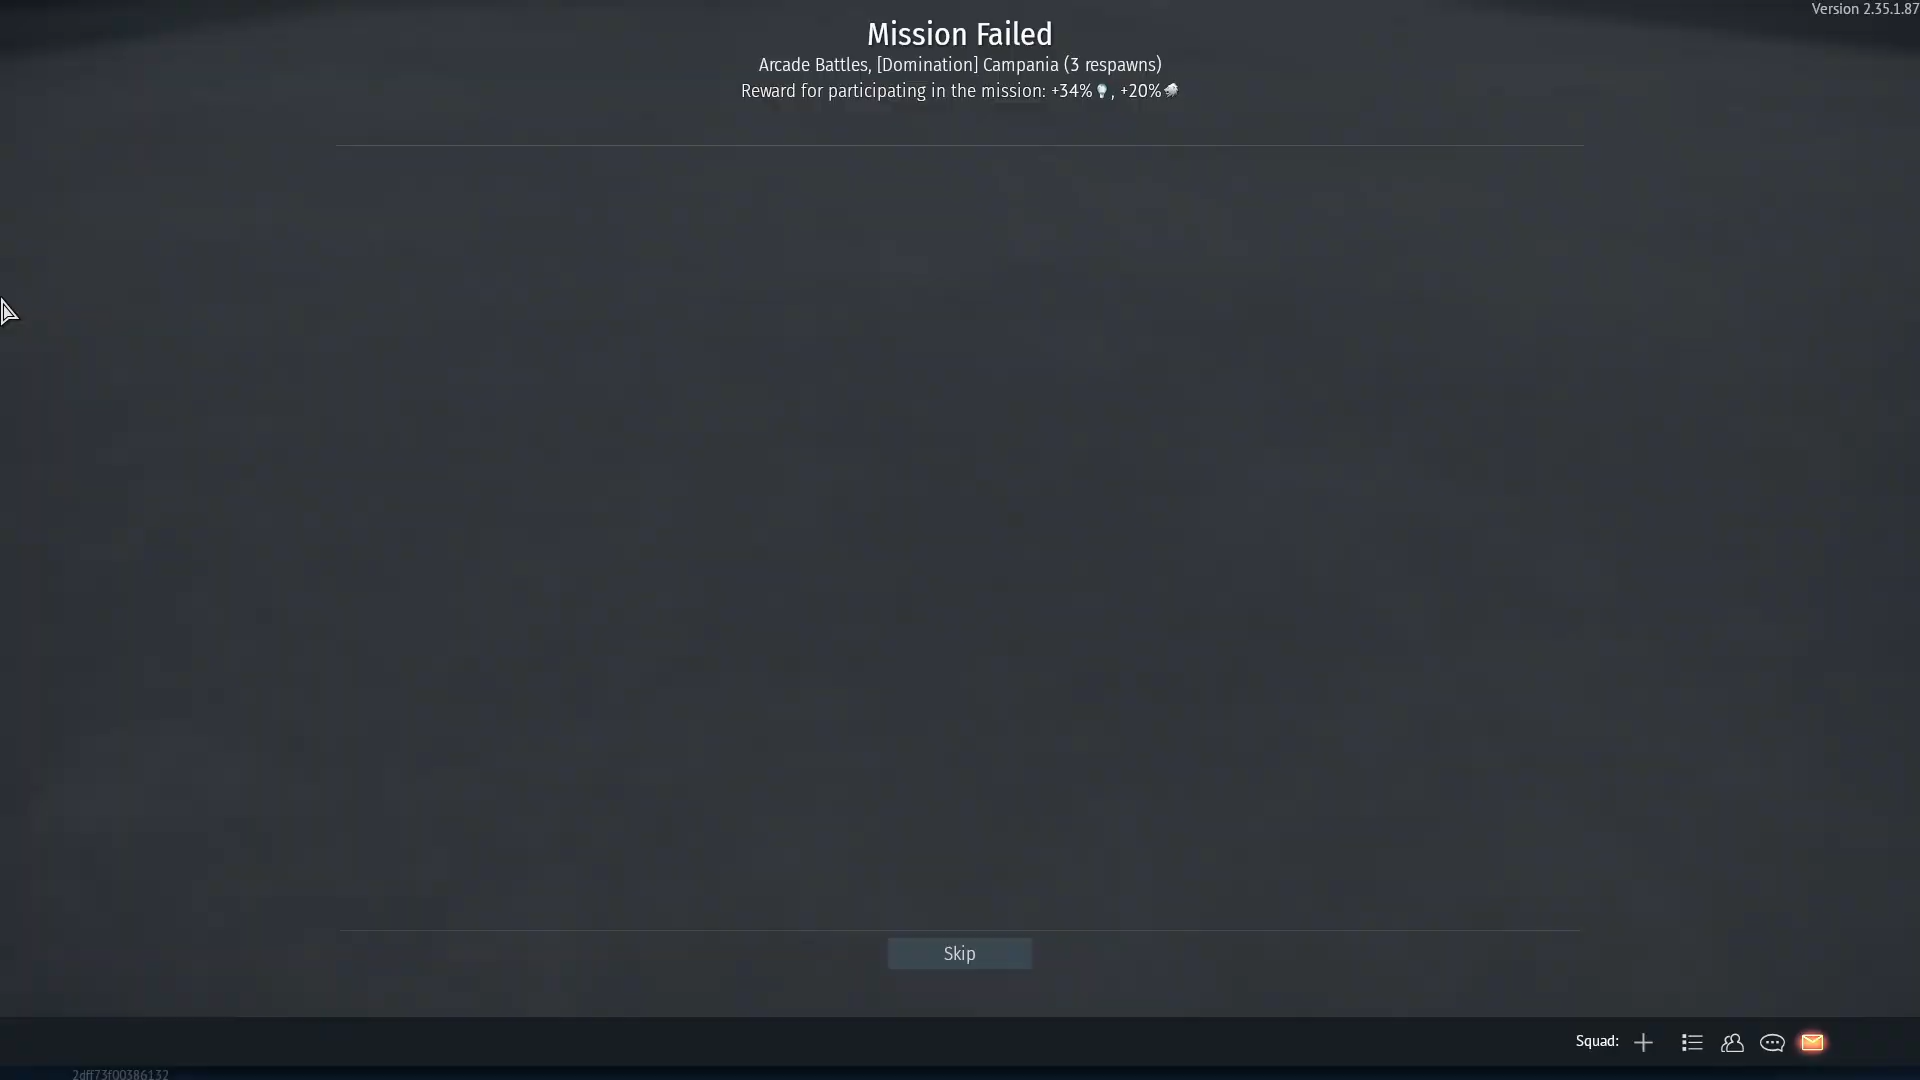 Version 2.35.1.87
Mission Failed
Arcade Battles, [Domination] Campania (3 respawns)
Reward for participating in the mission: +34%, +20%
Skip
Squad:
2dff73f00386132